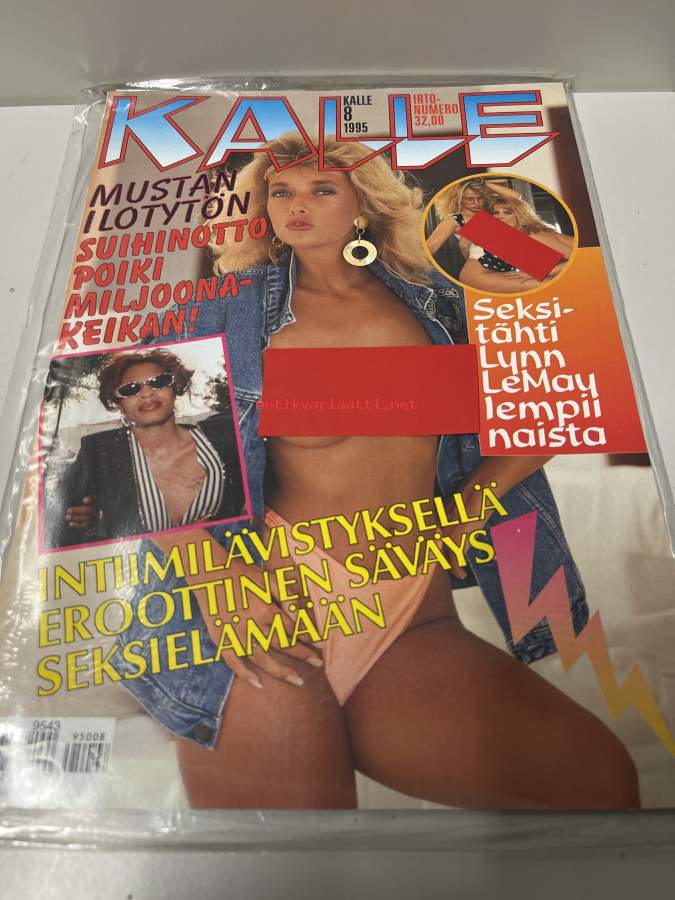 KALLE
KALLE
8
1995
IRTO-
NUMERO
32,00
MUSTAN
ILOTYTÖN
SUIHINOTTO
POIKI
MILJOONA-
KEIKAN!
Seksi-
tähti
Lynn
LeMay
lempii
naista
antikvariaatti.net
INTIIMILÄVISTYKSELLÄ
EROOTTINEN SÄVÄYS
SEKSIELÄMÄÄN
9543
95008